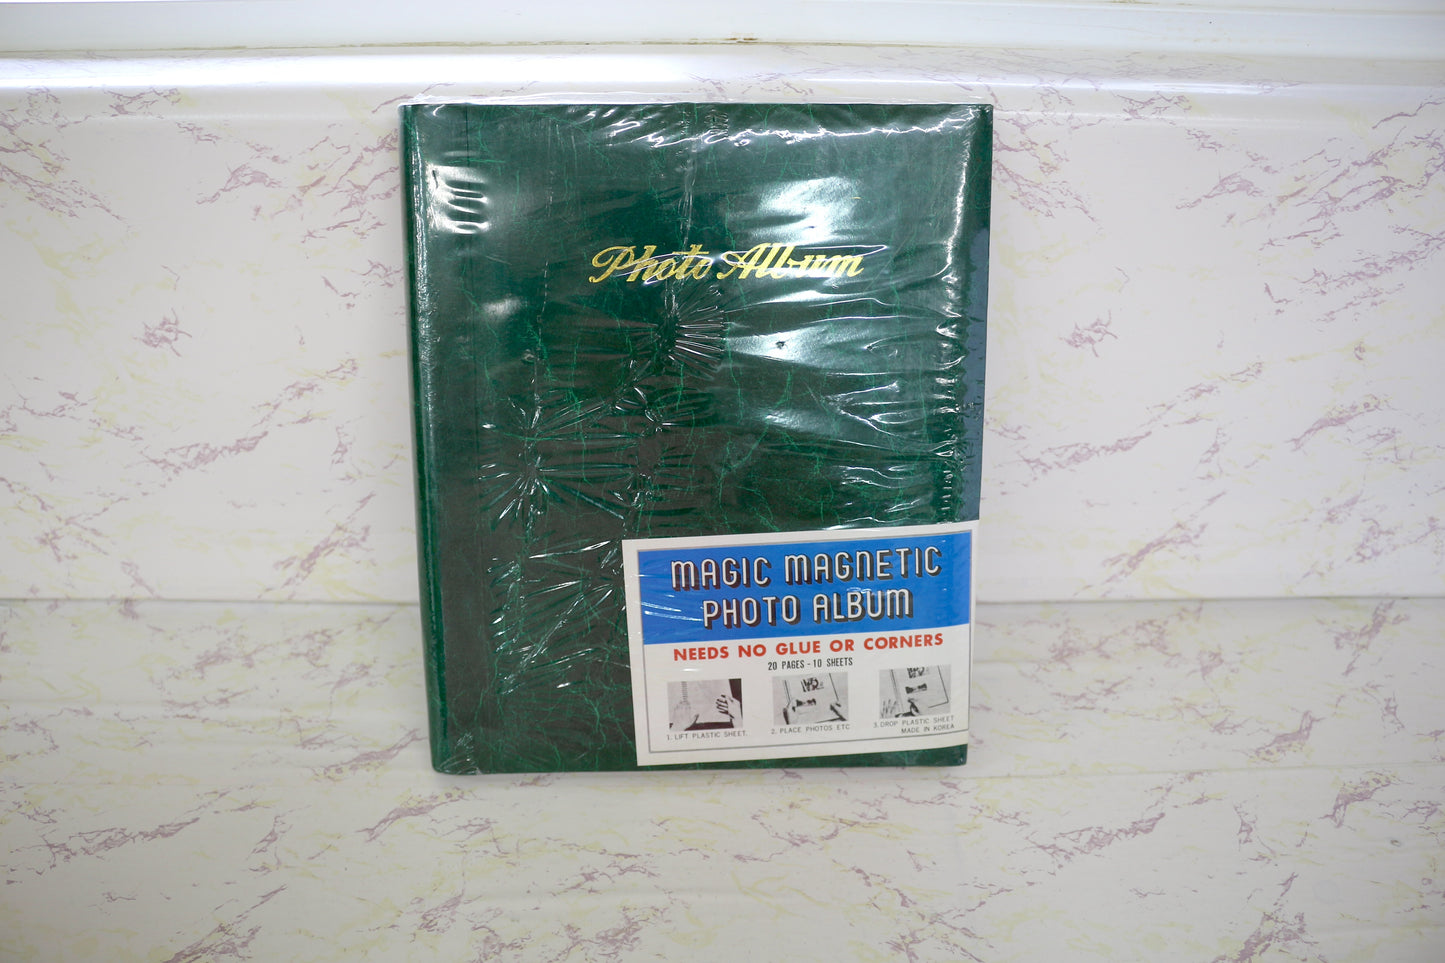 Photo Album
MAGIC MAGNETIC
PHOTO ALBUM
NEEDS NO GLUE OR CORNERS
20 PAGES - 10 SHEETS
1. LIFT PLASTIC SHEET.
2. PLACE PHOTOS ETC
3. DROP PLASTIC SHEET
MADE IN KOREA